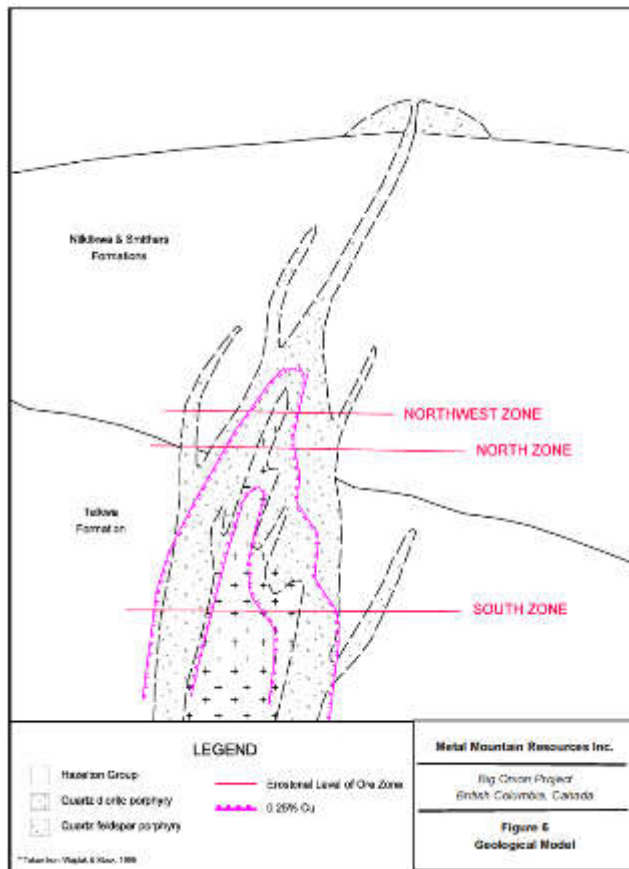 Nilkitkwa & Smithers
Formations
NORTHWEST ZONE
NORTH ZONE
Telkwa
Formation
SOUTH ZONE
LEGEND
Hazelton Group
Quartz diorite porphyry
Quartz feldspar porphyry
Erosional Level of Ore Zone
0.25% Cu
Metal Mountain Resources Inc.
Big Onion Project
British Columbia, Canada
Figure 6
Geological Model
* Taken from